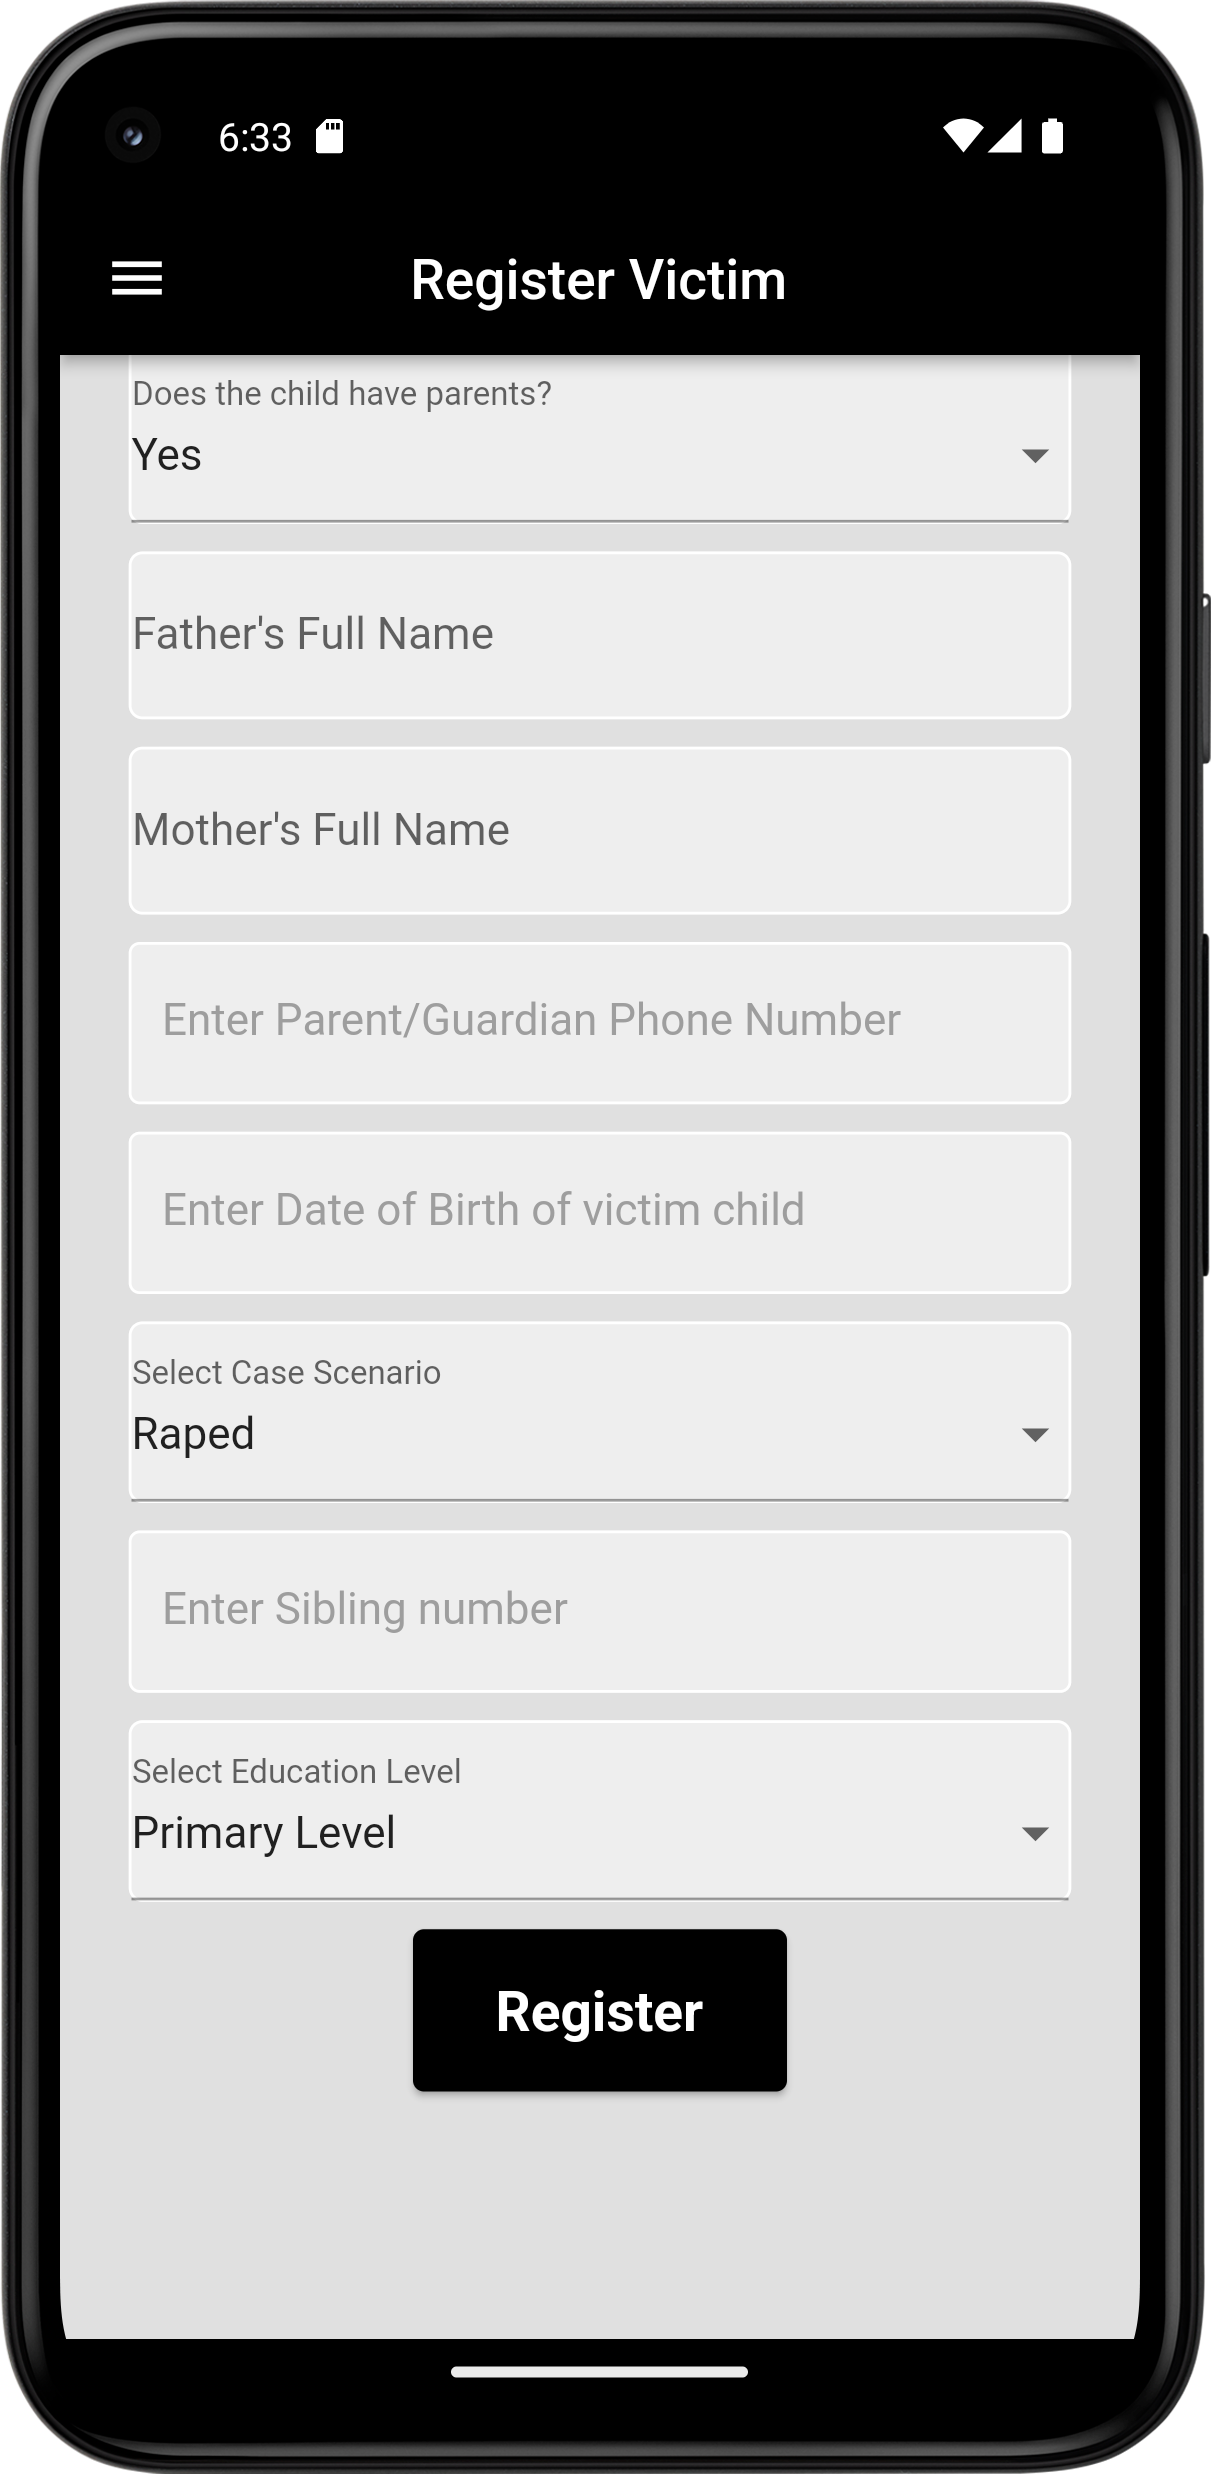 6:33
Register Victim
Does the child have parents?
Yes
Father's Full Name
Mother's Full Name
Enter Parent/Guardian Phone Number
Enter Date of Birth of victim child
Select Case Scenario
Raped
Enter Sibling number
Select Education Level
Primary Level
Register